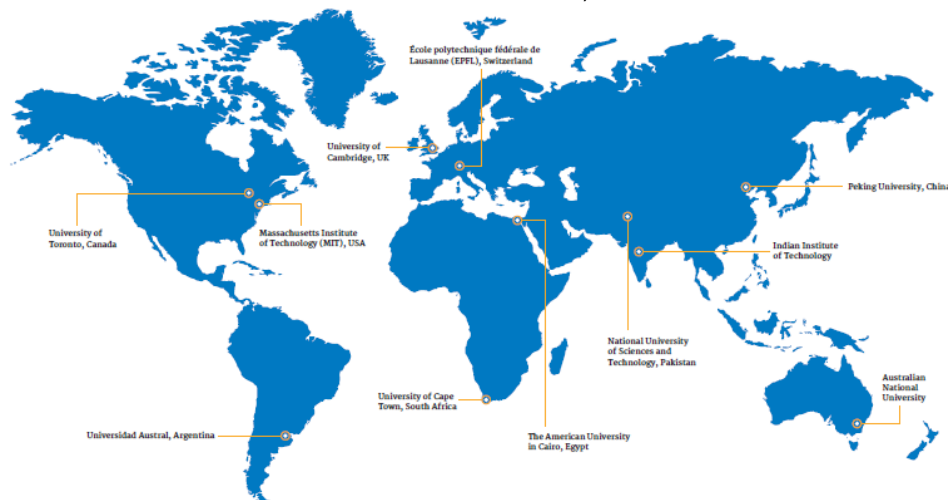 École polytechnique fédérale de
Lausanne (EPFL), Switzerland
University of
Cambridge, UK
Peking University, China
University of
Toronto, Canada
Massachusetts Institute
of Technology (MIT), USA
Indian Institute
of Technology
National University
of Sciences and
Technology, Pakistan
Australian
National
University
University of Cape
Town, South Africa
Universidad Austral, Argentina
The American University
in Cairo, Egypt